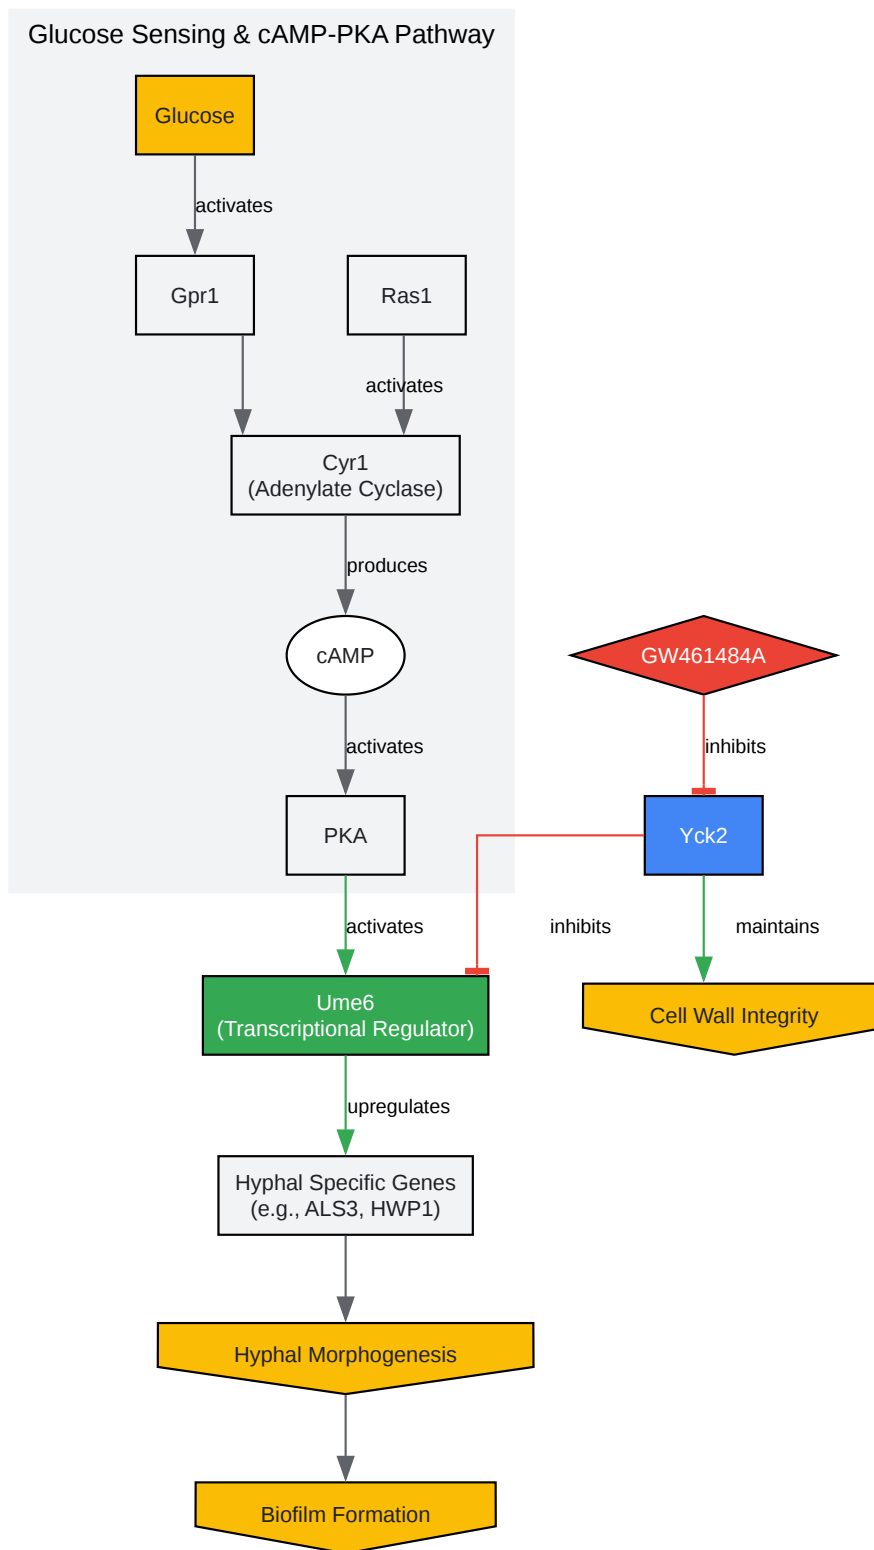 Glucose Sensing & cAMP-PKA Pathway
Glucose
activates
Gpr1
Ras1
activates
Cyr1
(Adenylate Cyclase)
produces
cAMP
GW461484A
activates
inhibits
PKA
Yck2
activates
inhibits
maintains
Ume6
(Transcriptional Regulator)
Cell Wall Integrity
upregulates
Hyphal Specific Genes
(e.g., ALS3, HWP1)
Hyphal Morphogenesis
Biofilm Formation